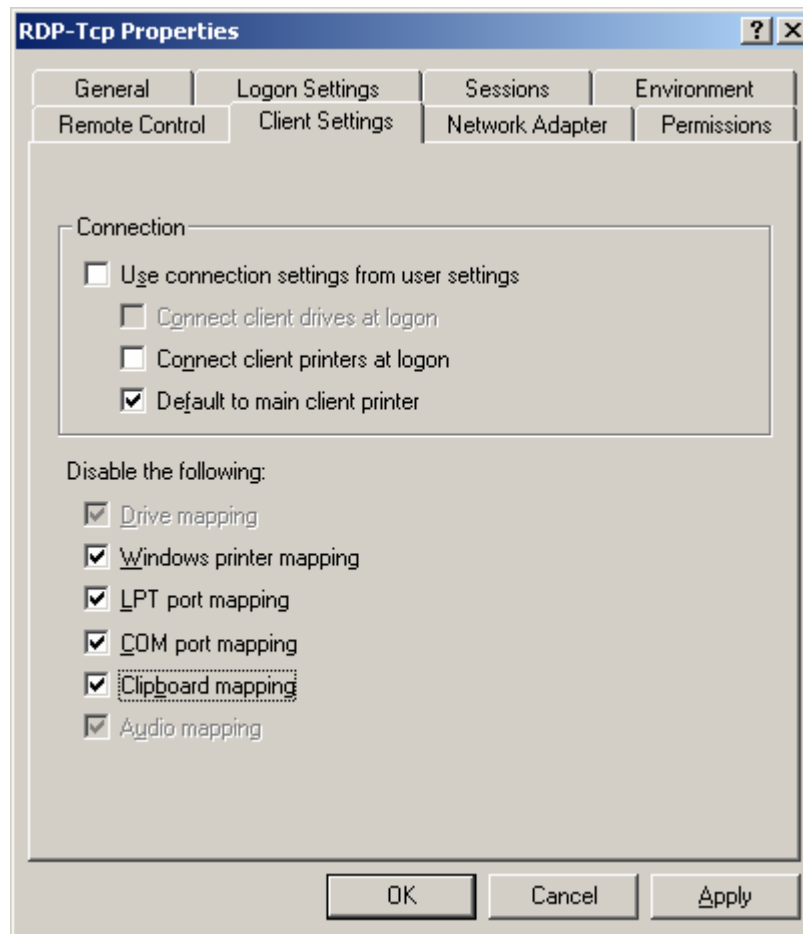 RDP-Tcp Properties
General
Logon Settings
Sessions
Environment
Remote Control
Client Settings
Network Adapter
Permissions
Connection
Use connection settings from user settings
Connect client drives at logon
Connect client printers at logon
Default to main client printer
Disable the following:
Drive mapping
Windows printer mapping
LPT port mapping
COM port mapping
Clipboard mapping
Audio mapping
OK
Cancel
Apply